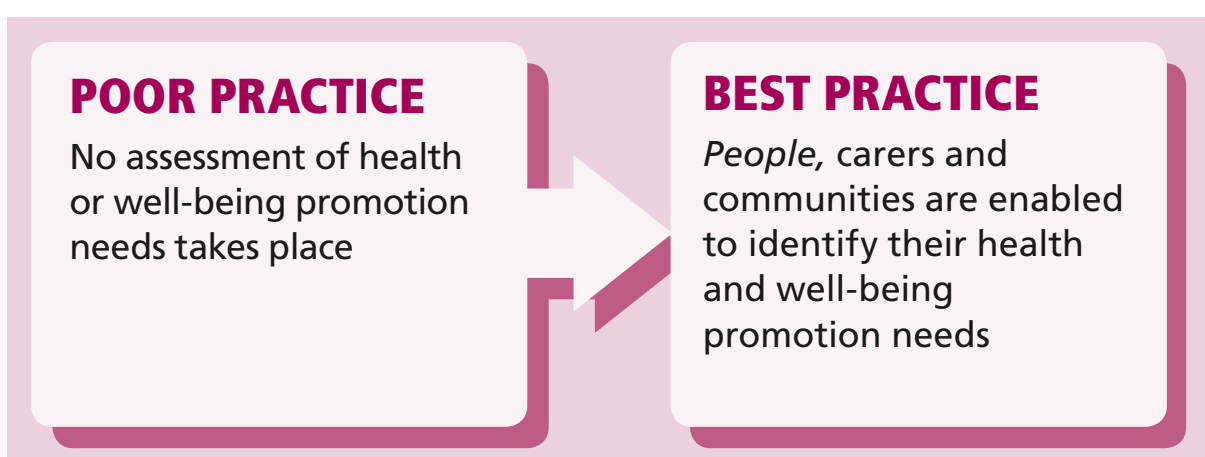 POOR PRACTICE
No assessment of health
or well-being promotion
needs takes place
BEST PRACTICE
People, carers and
communities are enabled
to identify their health
and well-being
promotion needs